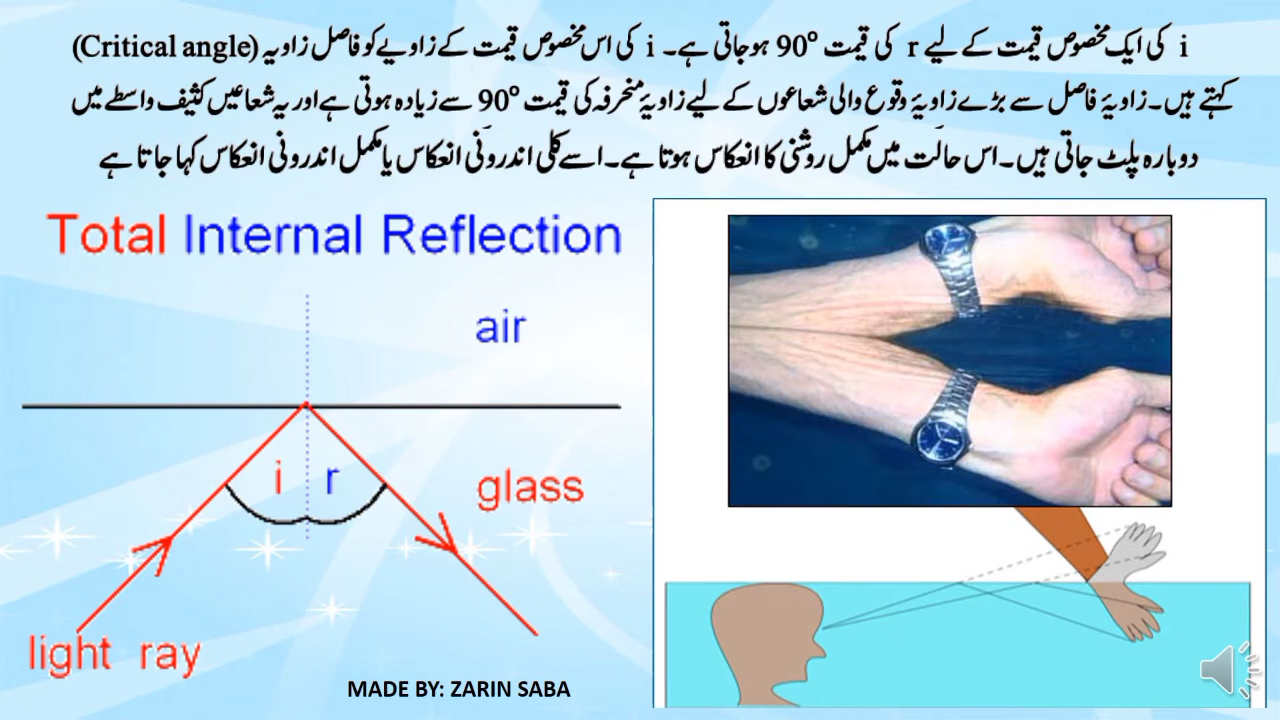 i کی ایک مخصوص قیمت کے لیے r کی قیمت 90° ہوجاتی ہے۔ i کی اس مخصوص قیمت کے زاویے کو فاصل زاویہ (Critical angle)
کہتے ہیں۔ زاویۂ فاصل سے بڑے زاویۂ وقوع والی شعاعوں کے لیے زاویۂ منحرفہ کی قیمت 90° سے زیادہ ہوتی ہے اور یہ شعاعیں کثیف واسطے میں
دوبارہ پلٹ جاتی ہیں۔ اس حالت میں مکمل روشنی کا انعکاس ہوتا ہے۔ اسے کلی اندرونی انعکاس یا مکمل اندرونی انعکاس کہا جاتا ہے
Total Internal Reflection
air
i r
glass
light ray
MADE BY: ZARIN SABA